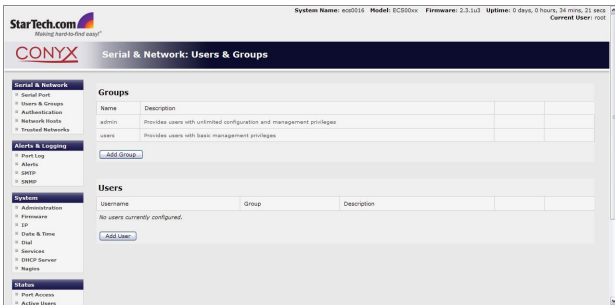 System Name: ecs0016 Model: ECS00xx Firmware: 2.3.1u3 Uptime: 0 days, 0 hours, 34 mins, 21 secs
Current User: root
StarTech.com
Making hard-to-find easy!®
CONYX
Serial & Network: Users & Groups
Serial & Network
Serial Port
Users & Groups
Authentication
Network Hosts
Trusted Networks
Alerts & Logging
Port Log
Alerts
SMTP
SNMP
System
Administration
Firmware
IP
Date & Time
Dial
Services
DHCP Server
Nagios
Status
Port Access
Active Users
Groups
Name Description
admin Provides users with unlimited configuration and management privileges
users Provides users with basic management privileges
Add Group
Users
Username Group Description
No users currently configured.
Add User